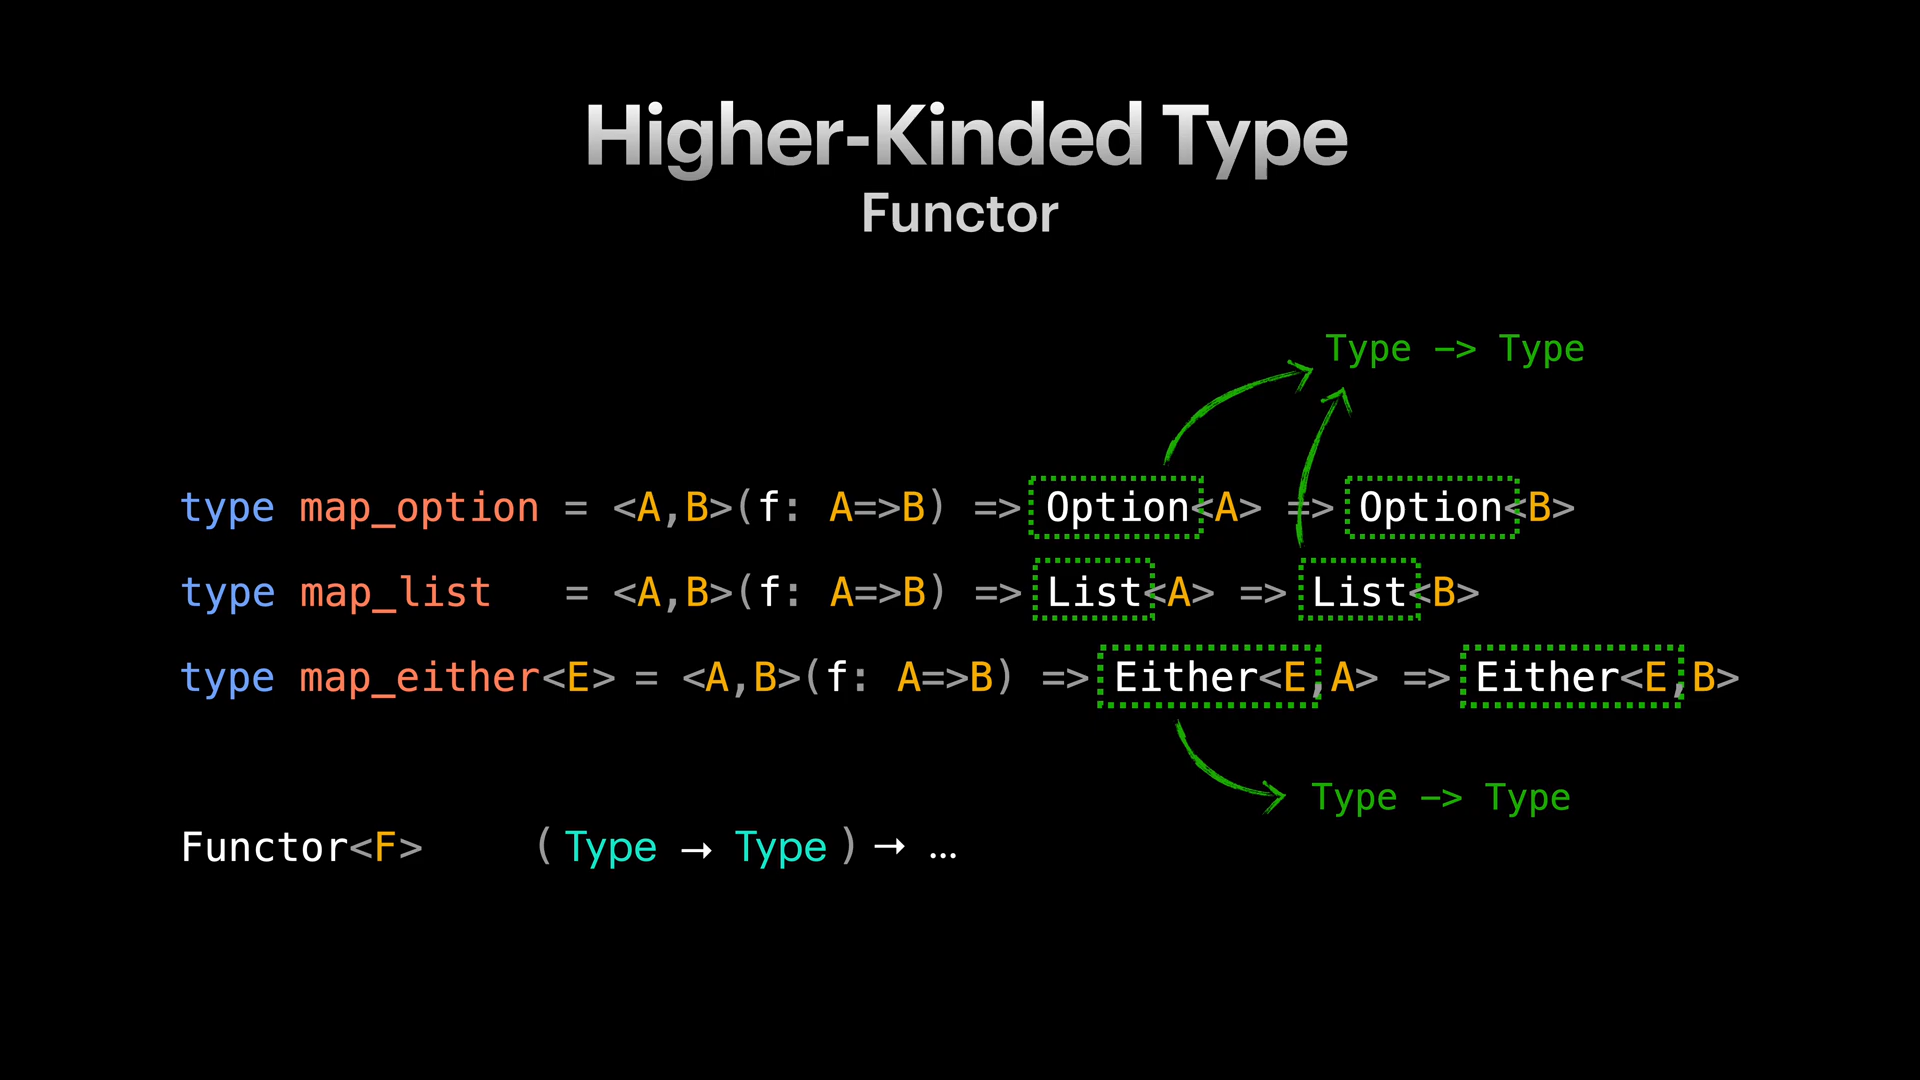 Higher-Kinded Type
Functor
Type -> Type
type map_option = <A,B>(f: A=>B) => Option<A> => Option<B>
type map_list = <A,B>(f: A=>B) => List<A> => List<B>
type map_either<E> = <A,B>(f: A=>B) => Either<E,A> => Either<E,B>
Type -> Type
Functor<F> (Type → Type) → ...